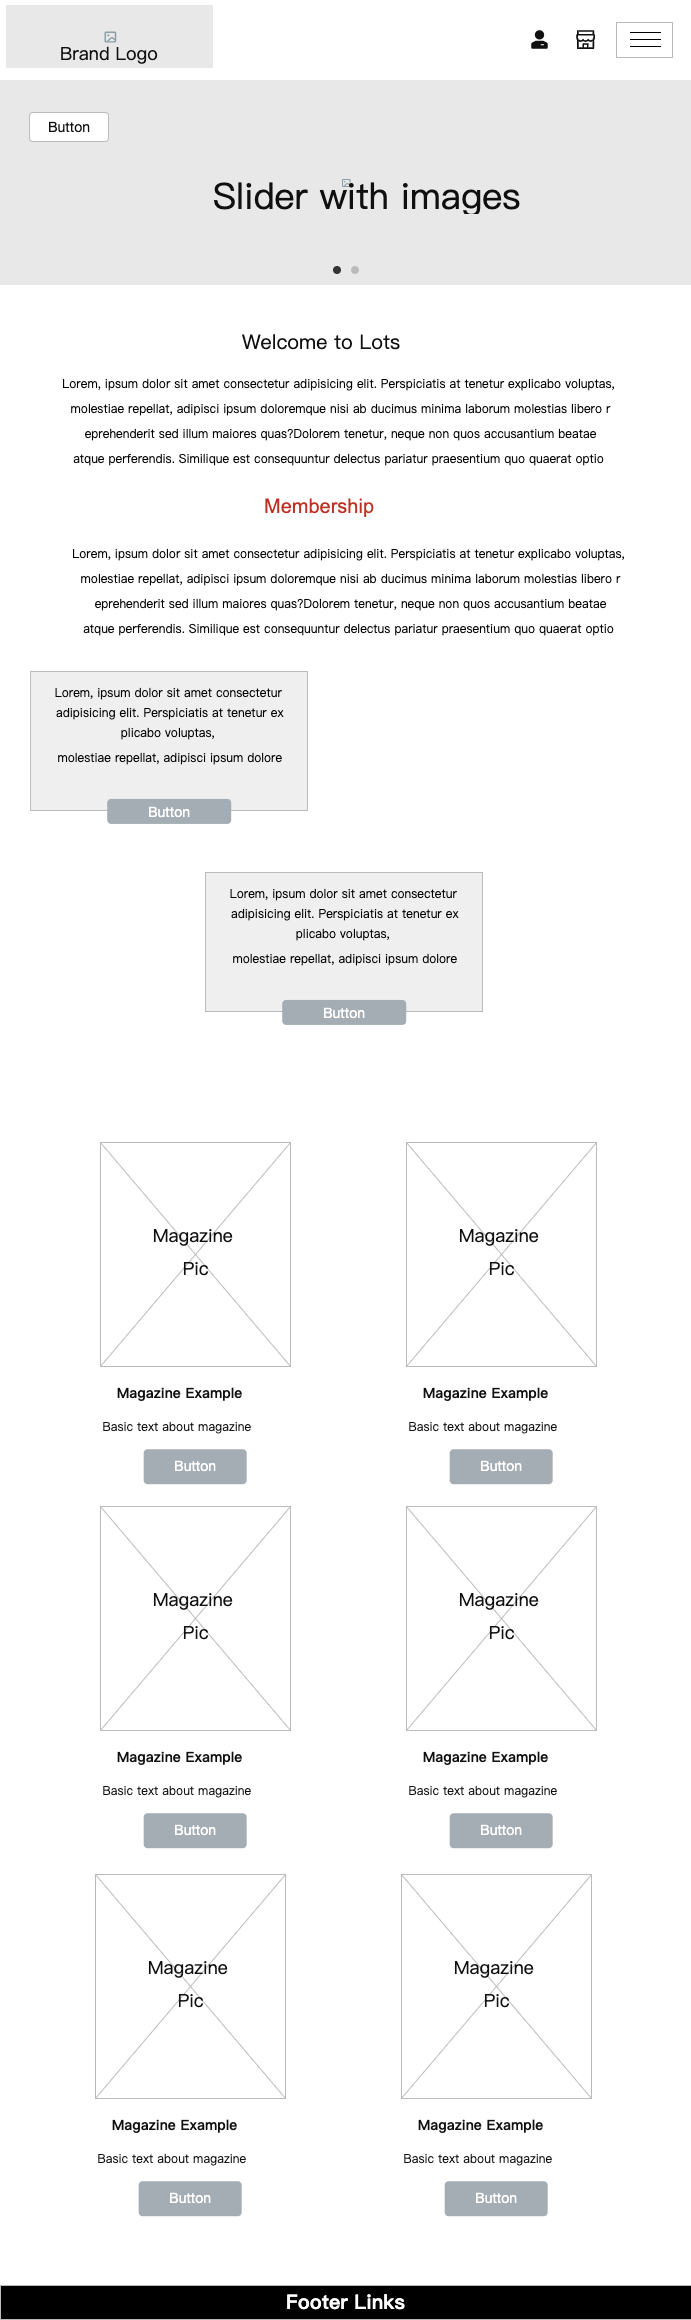 Brand Logo
Button
Slider with images
Welcome to Lots
Lorem, ipsum dolor sit amet consectetur adipisicing elit. Perspiciatis at tenetur explicabo voluptas,
molestiae repellat, adipisci ipsum doloremque nisi ab ducimus minima laborum molestias libero r
eprehenderit sed illum maiores quas?Dolorem tenetur, neque non quos accusantium beatae
atque perferendis. Similique est consequuntur delectus pariatur praesentium quo quaerat optio
Membership
Lorem, ipsum dolor sit amet consectetur adipisicing elit. Perspiciatis at tenetur explicabo voluptas,
molestiae repellat, adipisci ipsum doloremque nisi ab ducimus minima laborum molestias libero r
eprehenderit sed illum maiores quas?Dolorem tenetur, neque non quos accusantium beatae
atque perferendis. Similique est consequuntur delectus pariatur praesentium quo quaerat optio
Lorem, ipsum dolor sit amet consectetur
adipisicing elit. Perspiciatis at tenetur ex
plicabo voluptas,
molestiae repellat, adipisci ipsum dolore
Button
Lorem, ipsum dolor sit amet consectetur
adipisicing elit. Perspiciatis at tenetur ex
plicabo voluptas,
molestiae repellat, adipisci ipsum dolore
Button
Magazine
Pic
Magazine Example
Basic text about magazine
Button
Magazine
Pic
Magazine Example
Basic text about magazine
Button
Magazine
Pic
Magazine Example
Basic text about magazine
Button
Magazine
Pic
Magazine Example
Basic text about magazine
Button
Magazine
Pic
Magazine Example
Basic text about magazine
Button
Magazine
Pic
Magazine Example
Basic text about magazine
Button
Footer Links